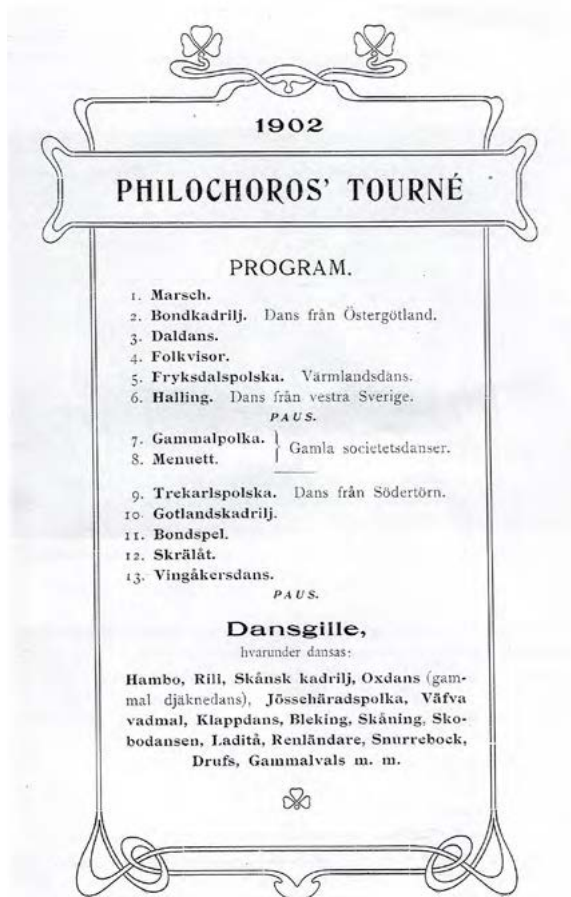 1902
PHILOCHOROS' TOURNÉ
PROGRAM.
1. Marsch.
2. Bondkadrilj. Dans från Östergötland.
3. Daldans.
4. Folkvisor.
5. Fryksdalspolska. Värmlandsdans.
6. Halling. Dans från vestra Sverige.
PAUS.
7. Gammalpolka.
8. Menuett.
Gamla societetsdanser.
9. Trekarlspolska. Dans från Södertörn.
10. Gotlandskadrilj.
11. Bondspel.
12. Skrälåt.
13. Vingåkersdans.
PAUS.
Dansgille,
hvarunder dansas:
Hambo, Rill, Skånsk kadrilj, Oxdans (gam-
mal djäknedans), Jössehäradspolka, Väfva
vadmal, Klappdans, Bleking, Skåning, Sko-
bodansen, Laditå, Renländare, Snurrebock,
Drufs, Gammalvals m. m.